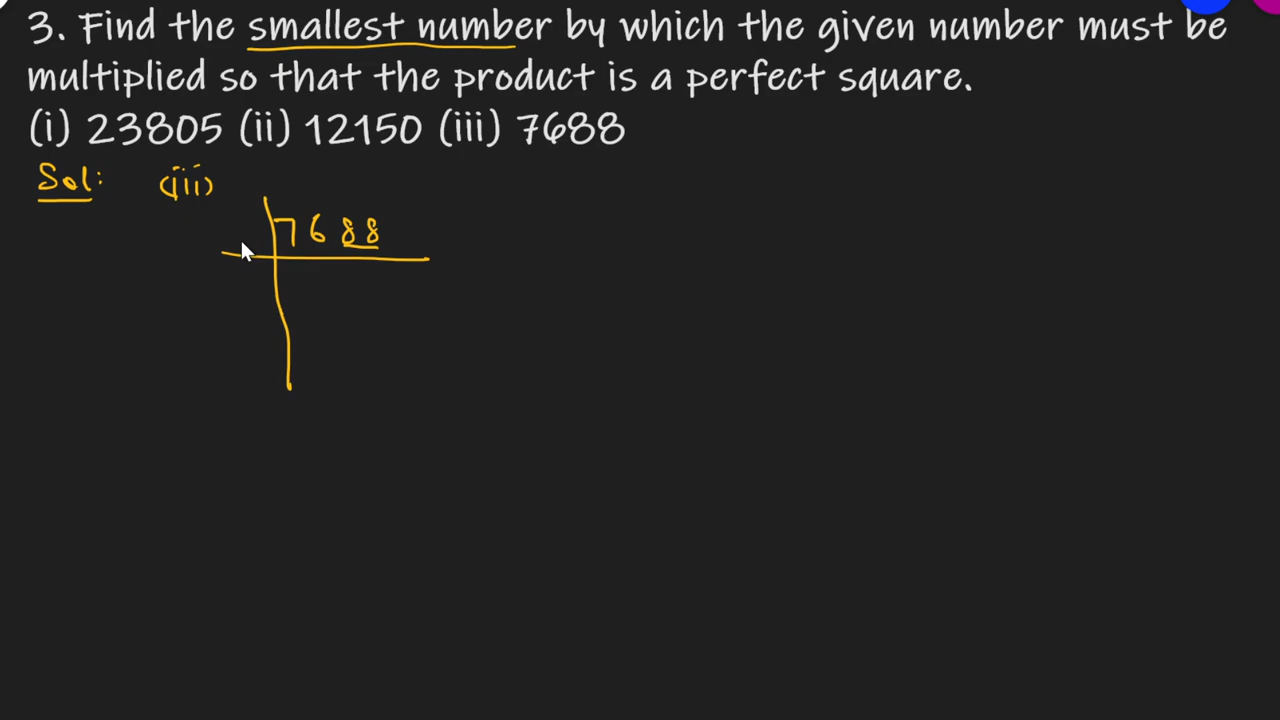 3. Find the smallest number by which the given number must be
multiplied so that the product is a perfect square.
(i) 23805 (ii) 12150 (iii) 7688
Sol: (iii)
7688